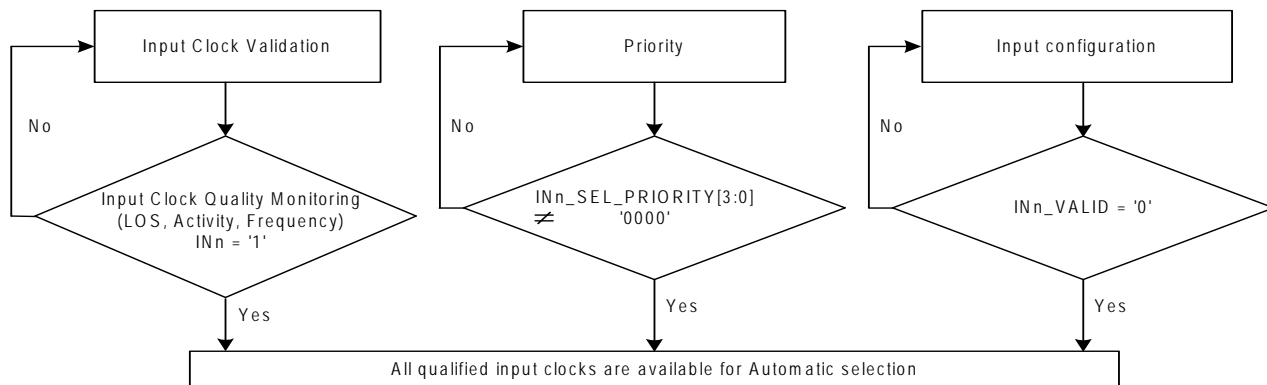 Input Clock Validation
Priority
Input configuration
No
No
No
Input Clock Quality Monitoring
(LOS, Activity, Frequency)
INn = '1'
INn_SEL_PRIORITY[3:0]
≠ '0000'
INn_VALID = '0'
Yes
Yes
Yes
All qualified input clocks are available for Automatic selection